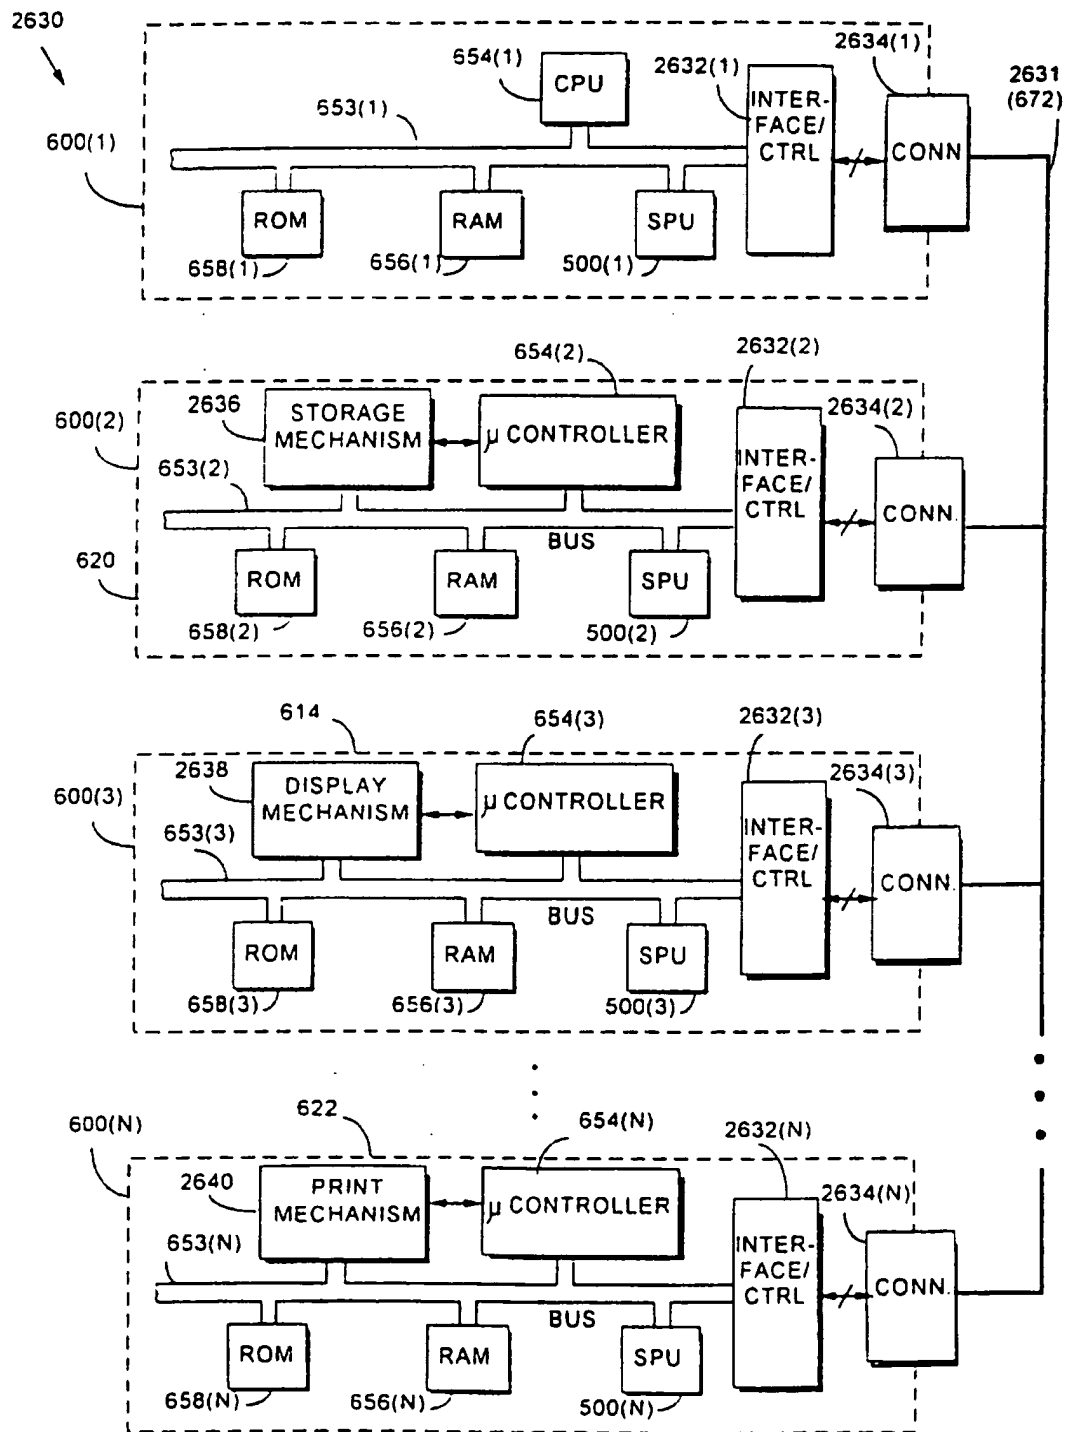 2630
600(1)
654(1)
CPU
653(1)
2632(1)
INTER-
FACE/
CTRL
2634(1)
CONN
2631
(672)
ROM
658(1)
RAM
656(1)
SPU
500(1)
600(2)
2636
STORAGE
MECHANISM
654(2)
μ CONTROLLER
2632(2)
INTER-
FACE/
CTRL
2634(2)
CONN.
653(2)
620
BUS
ROM
658(2)
RAM
656(2)
SPU
500(2)
614
600(3)
2638
DISPLAY
MECHANISM
654(3)
μ CONTROLLER
2632(3)
INTER-
FACE/
CTRL
2634(3)
CONN.
653(3)
BUS
ROM
658(3)
RAM
656(3)
SPU
500(3)
622
600(N)
2640
PRINT
MECHANISM
654(N)
μ CONTROLLER
2632(N)
INTER-
FACE/
CTRL
2634(N)
CONN.
653(N)
BUS
ROM
658(N)
RAM
656(N)
SPU
500(N)